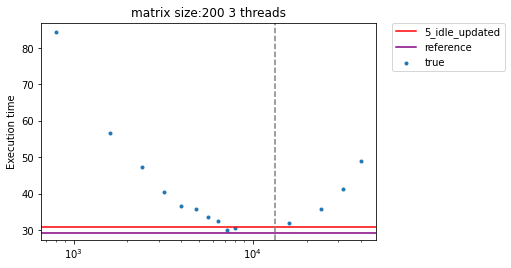 matrix size:200 3 threads
Execution time
80
70
60
50
40
30
10³
10⁴
5_idle_updated
reference
true